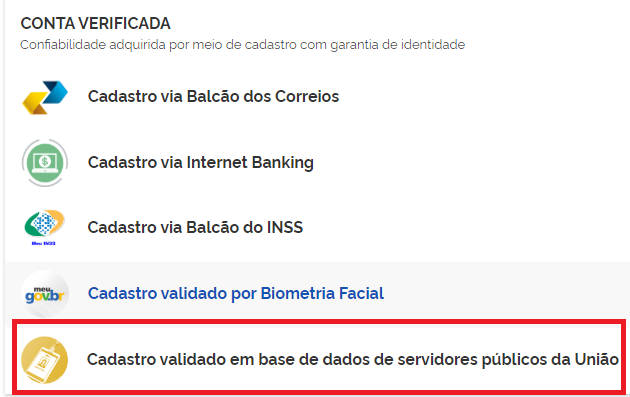 CONTA VERIFICADA
Confiabilidade adquirida por meio de cadastro com garantia de identidade
Cadastro via Balcão dos Correios
Cadastro via Internet Banking
Meu INSS
Cadastro via Balcão do INSS
meu
gov.br
Cadastro validado por Biometria Facial
Cadastro validado em base de dados de servidores públicos da União